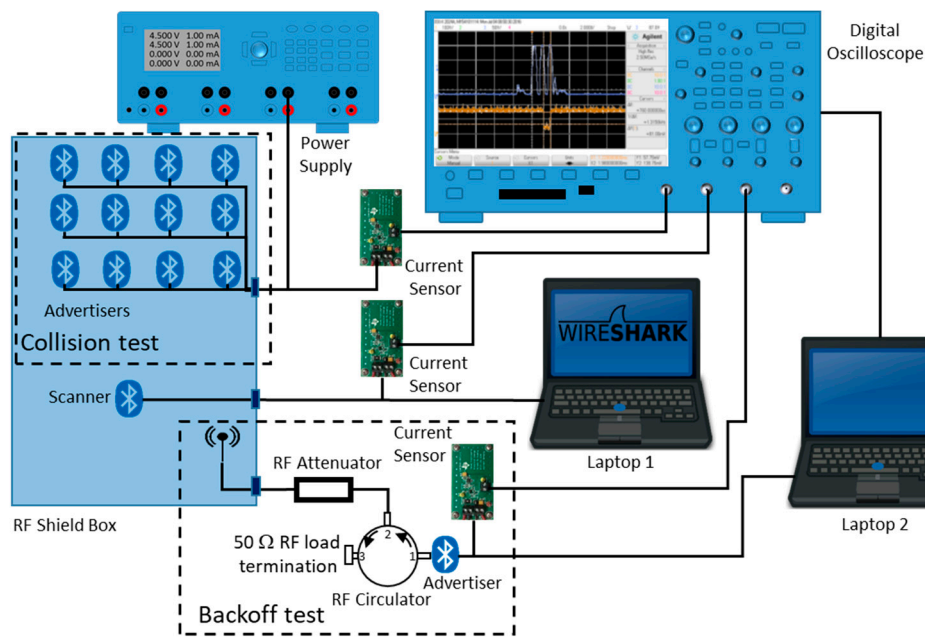 4.500 V 1.00 mA
4.500 V 1.00 mA
0.000 V 0.00 mA
0.000 V 0.00 mA
Power
Supply
Agilent
Digital
Oscilloscope
Current
Sensor
Advertisers
Collision test
Current
Sensor
WIRESHARK
Scanner
Laptop 1
Current
Sensor
RF Attenuator
RF Shield Box
Laptop 2
50 Ω RF load
termination
2
3
1
Advertiser
RF Circulator
Backoff test